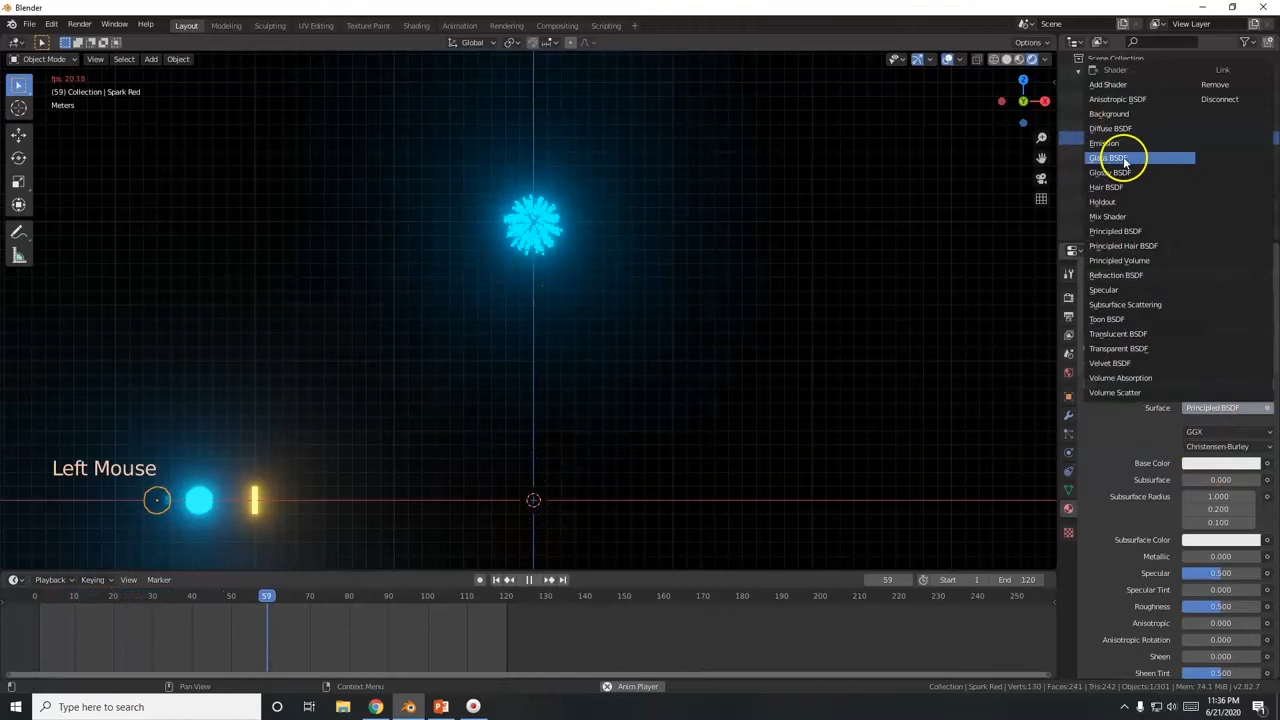 Blender
File Edit Render Window Help
Layout Modeling Sculpting UV Editing Texture Paint Shading Animation Rendering Compositing Scripting +
Scene
View Layer
Global
Options
Object Mode View Select Add Object
fps: 20.18
(59) Collection | Spark Red
Meters
Z
X
Y
Scene Collection
Shader
Link
Add Shader
Remove
Anisotropic BSDF
Disconnect
Background
Diffuse BSDF
Emission
Glass BSDF
Glossy BSDF
Hair BSDF
Holdout
Mix Shader
Principled BSDF
Principled Hair BSDF
Principled Volume
Refraction BSDF
Specular
Subsurface Scattering
Toon BSDF
Translucent BSDF
Transparent BSDF
Velvet BSDF
Volume Absorption
Volume Scatter
Surface Principled BSDF
GGX
Christensen-Burley
Base Color
Subsurface 0.000
Subsurface Radius 1.000
0.200
0.100
Subsurface Color
Metallic 0.000
Specular 0.500
Specular Tint 0.000
Roughness 0.500
Anisotropic 0.000
Anisotropic Rotation 0.000
Sheen 0.000
Sheen Tint 0.500
Left Mouse
Playback Keying View Marker
59 Start 1 End 120
0 10 20 30 40 50 59 70 80 90 100 110 120 130 140 150 160 170 180 190 200 210 220 230 240 250
Pan View
Context Menu
Anim Player
Collection | Spark Red | Verts:130 | Faces:241 | Tris:242 | Objects:1/301 | Mem: 74.1 MiB | v2.82.7
Type here to search
11:36 PM
6/21/2020